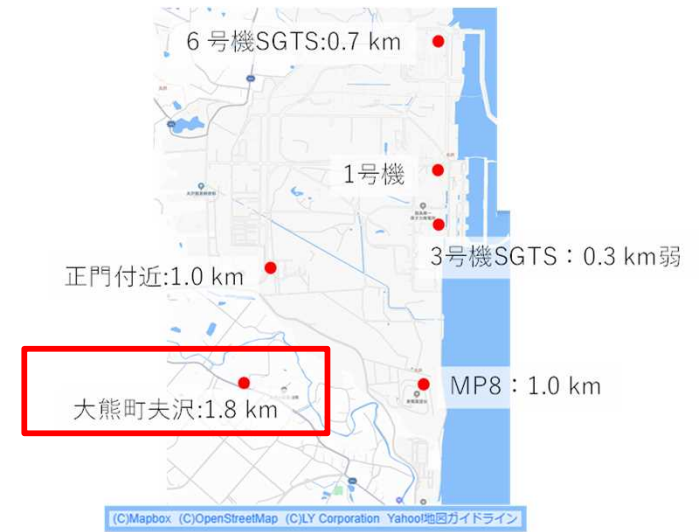 6 号機SGTS:0.7 km
1号機
3号機SGTS：0.3 km弱
正門付近:1.0 km
MP8：1.0 km
大熊町夫沢:1.8 km
(C)Mapbox (C)OpenStreetMap (C)LY Corporation Yahoo!地図ガイドライン